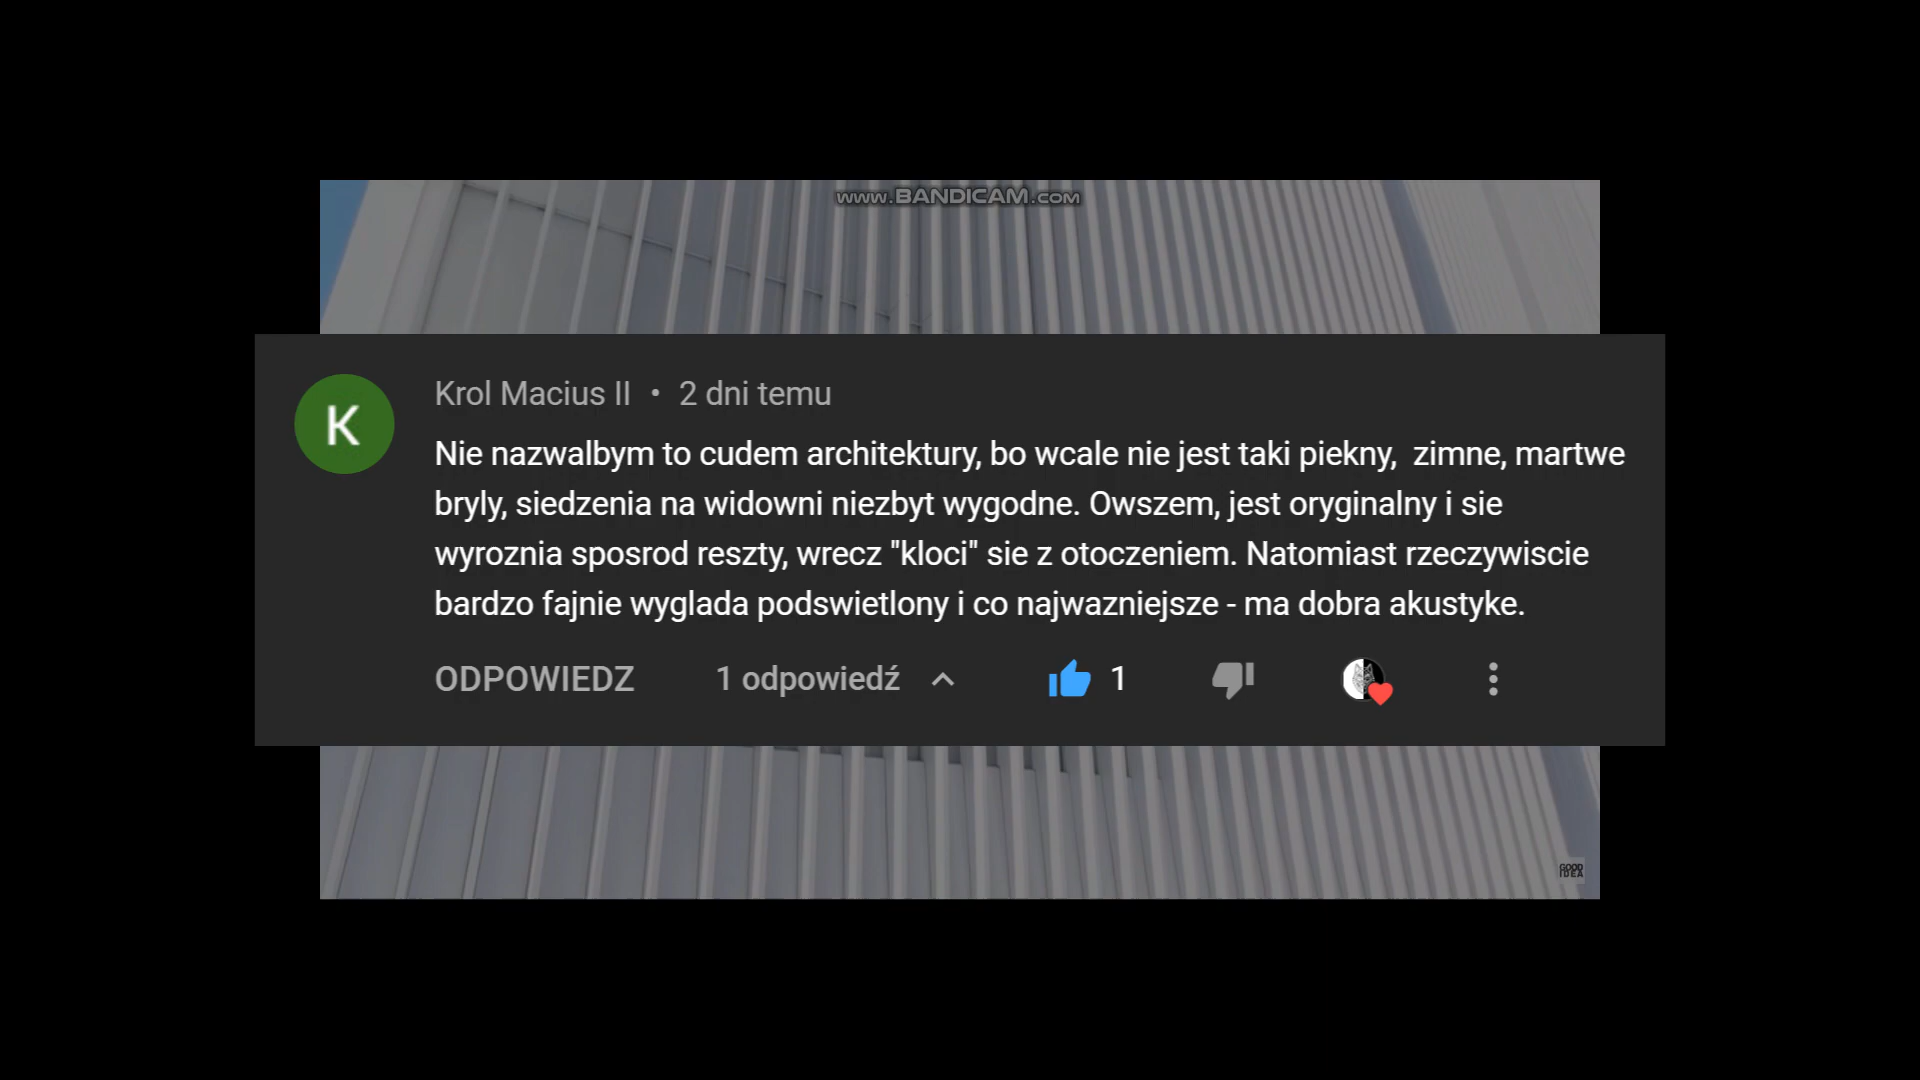 www.BANDICAM.com
K
Krol Macius II • 2 dni temu
Nie nazwalbym to cudem architektury, bo wcale nie jest taki piekny,  zimne, martwe
bryly, siedzenia na widowni niezbyt wygodne. Owszem, jest oryginalny i sie
wyroznia sposrod reszty, wrecz "kloci" sie z otoczeniem. Natomiast rzeczywiscie
bardzo fajnie wyglada podswietlony i co najwazniejsze - ma dobra akustyke.
ODPOWIEDZ 1 odpowiedź 1
GOOD
IDEA